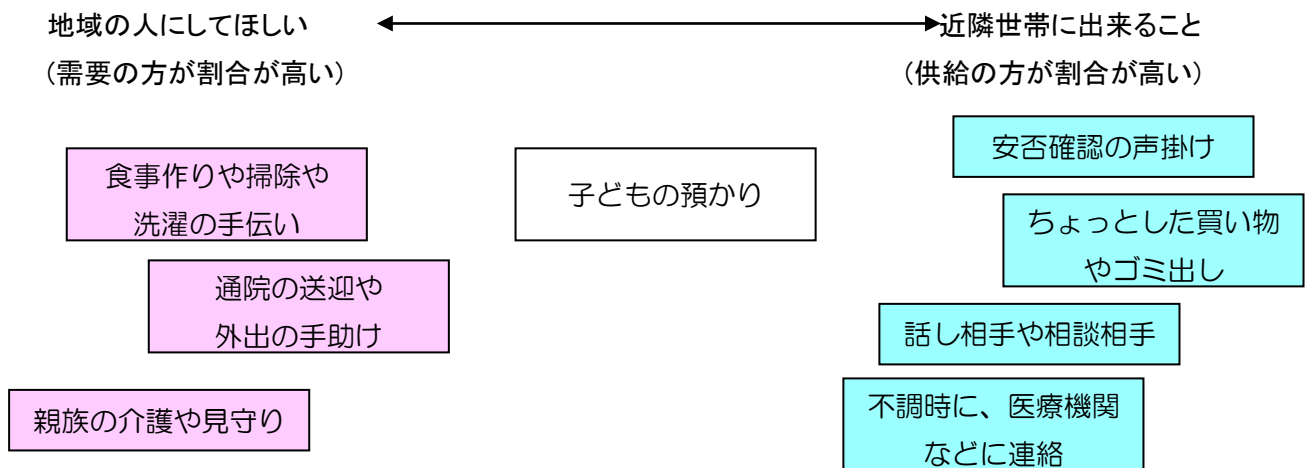 地域の人にしてほしい
（需要の方が割合が高い）
近隣世帯に出来ること
（供給の方が割合が高い）
食事作りや掃除や
洗濯の手伝い
通院の送迎や
外出の手助け
親族の介護や見守り
子どもの預かり
安否確認の声掛け
ちょっとした買い物
やゴミ出し
話し相手や相談相手
不調時に、医療機関
などに連絡